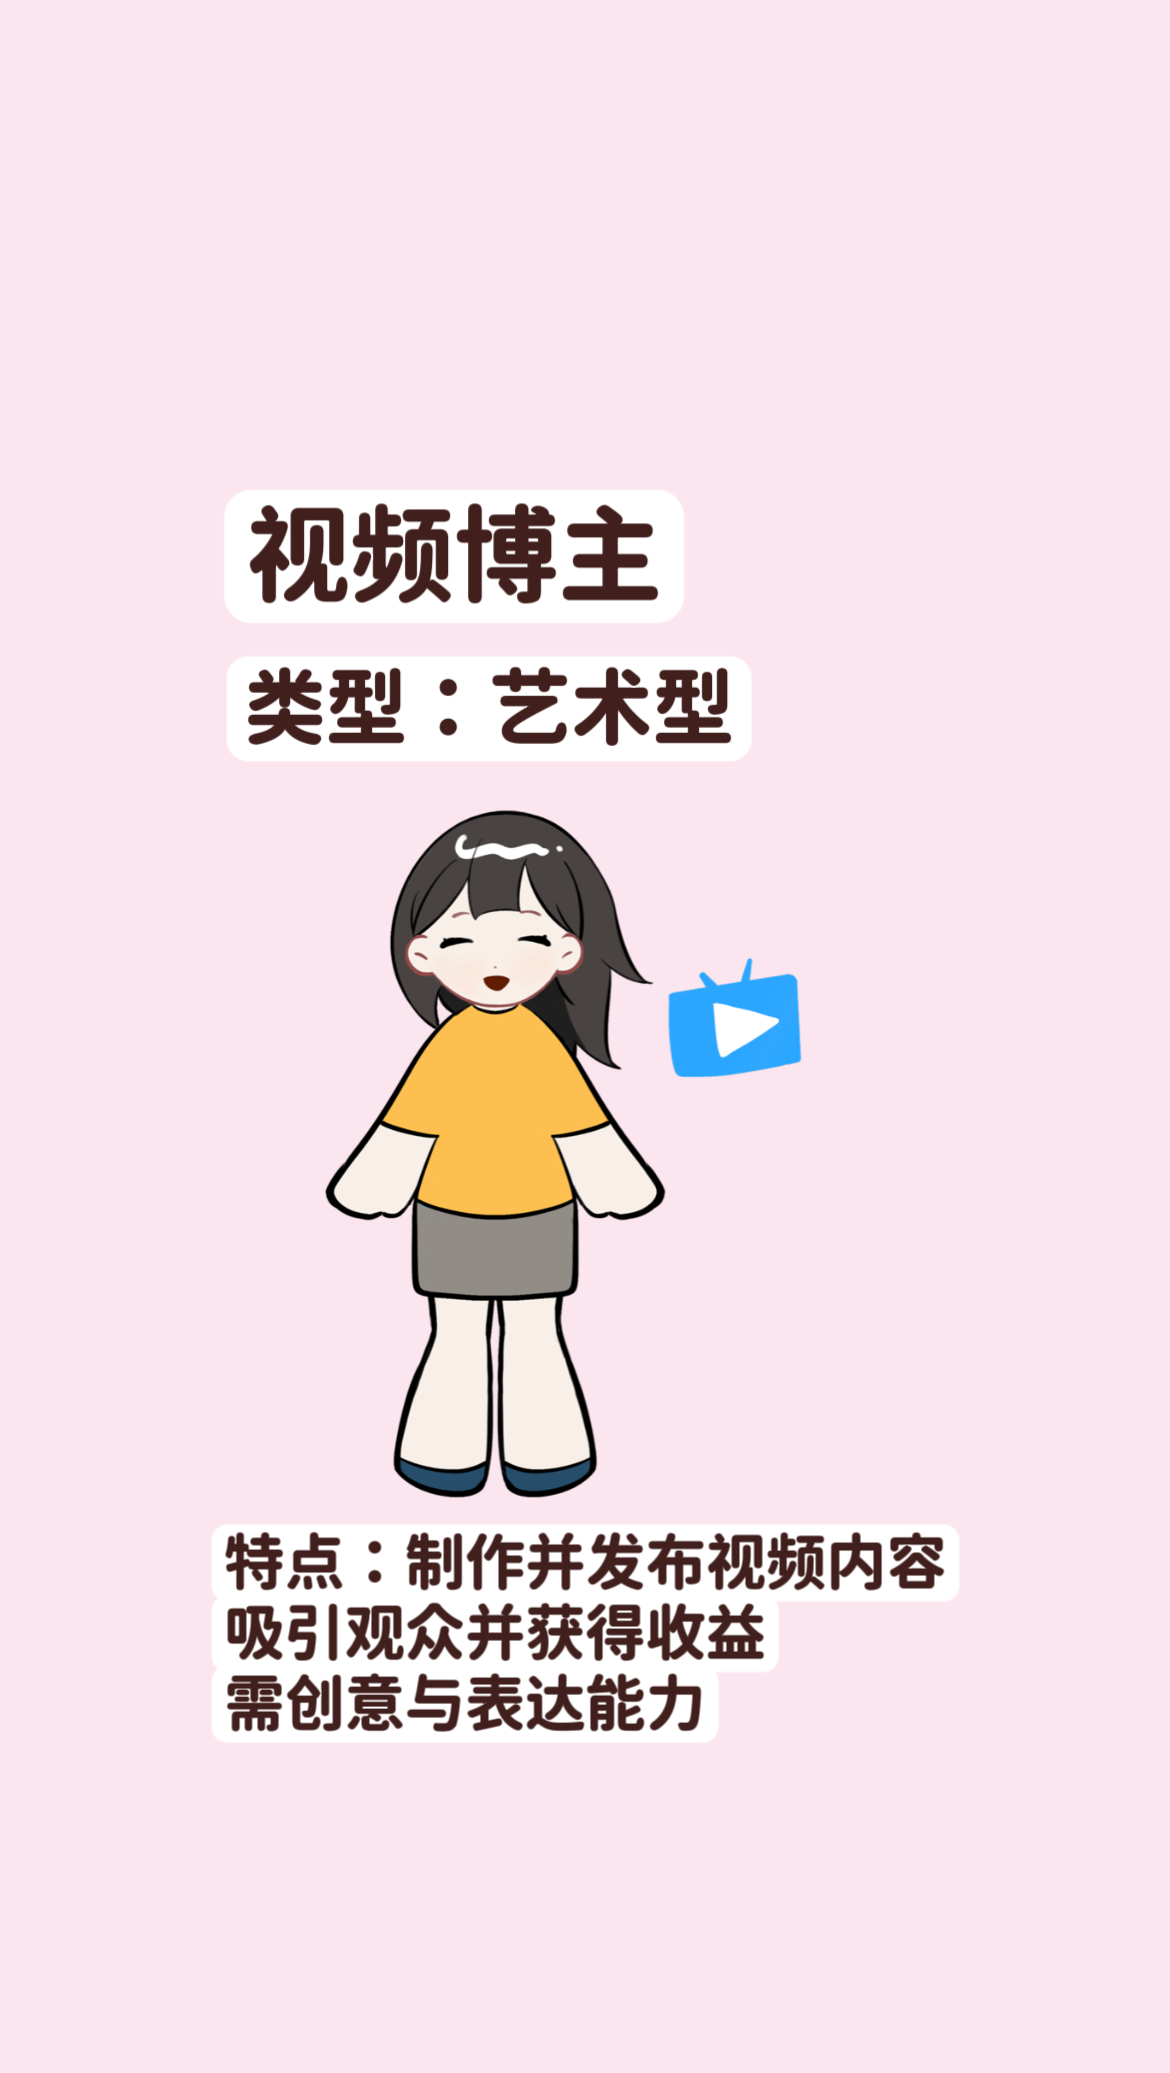 视频博主
类型：艺术型
特点：制作并发布视频内容
吸引观众并获得收益
需创意与表达能力